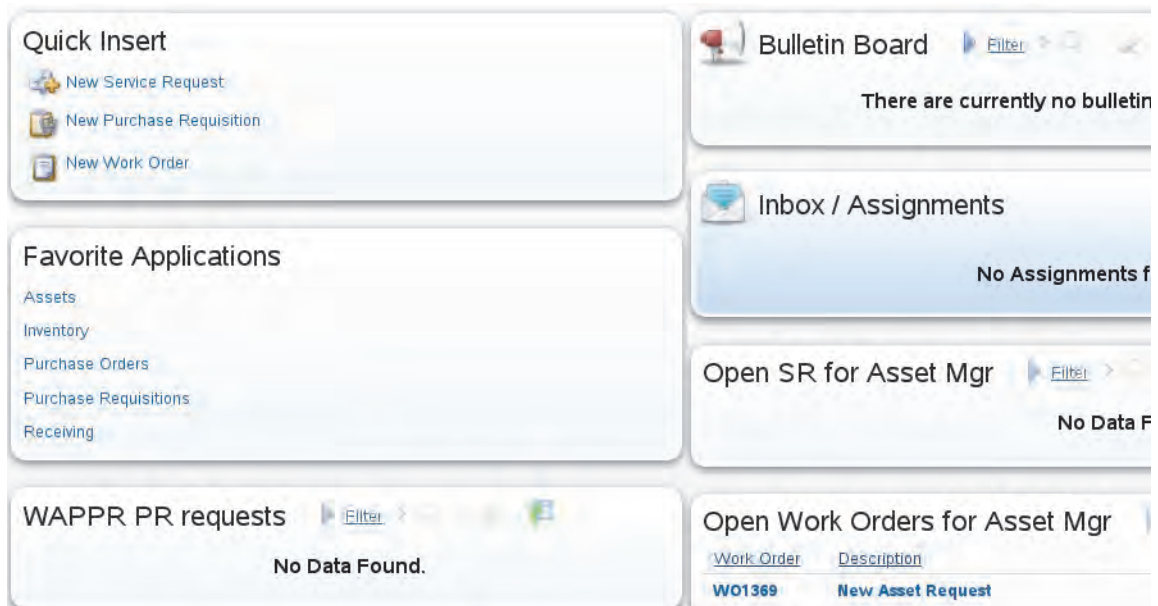 Quick Insert
New Service Request
New Purchase Requisition
New Work Order
Favorite Applications
Assets
Inventory
Purchase Orders
Purchase Requisitions
Receiving
WAPPR PR requests Filter
No Data Found.
Bulletin Board Filter
There are currently no bulletin
Inbox / Assignments
No Assignments f
Open SR for Asset Mgr Filter
No Data F
Open Work Orders for Asset Mgr
Work Order Description
WO1369 New Asset Request